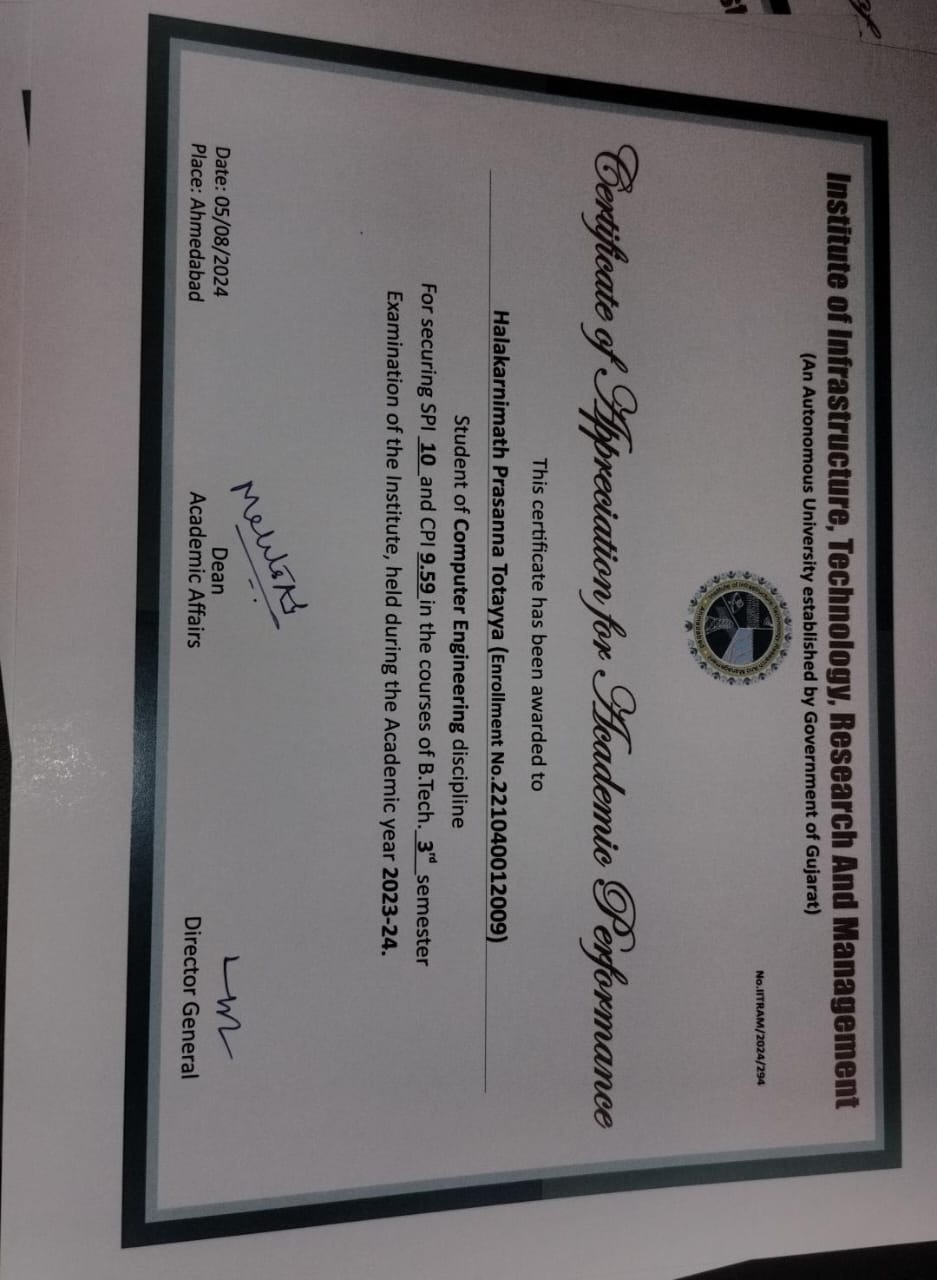 Institute of Infrastructure, Technology, Research And Management
(An Autonomous University established by Government of Gujarat)
No.IITRAM/2024/294
Certificate of Appreciation for Academic Performance
This certificate has been awarded to
Halakarnimath Prasanna Totayya (Enrollment No.221040012009)
Student of Computer Engineering discipline
For securing SPI 10 and CPI 9.59 in the courses of B.Tech. 3rd semester
Examination of the Institute, held during the Academic year 2023-24.
Date: 05/08/2024
Place: Ahmedabad
Dean
Academic Affairs
Director General